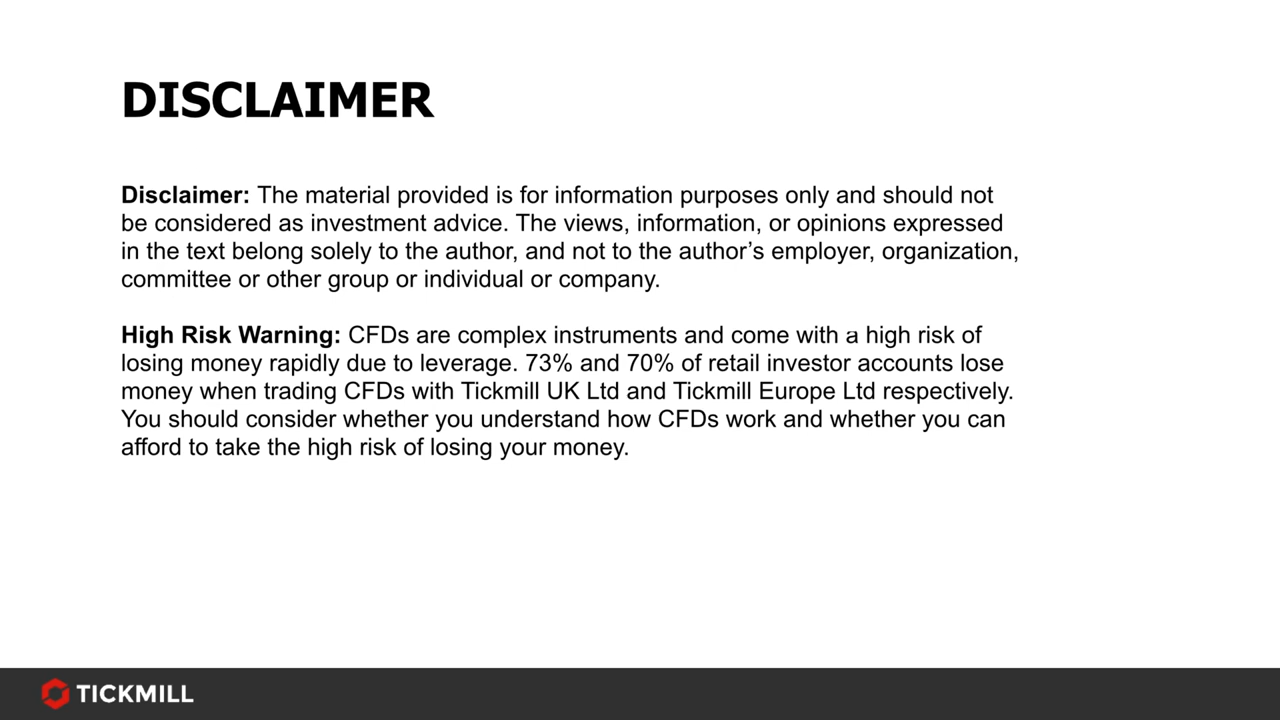 DISCLAIMER
Disclaimer: The material provided is for information purposes only and should not
be considered as investment advice. The views, information, or opinions expressed
in the text belong solely to the author, and not to the author’s employer, organization,
committee or other group or individual or company.
High Risk Warning: CFDs are complex instruments and come with a high risk of
losing money rapidly due to leverage. 73% and 70% of retail investor accounts lose
money when trading CFDs with Tickmill UK Ltd and Tickmill Europe Ltd respectively.
You should consider whether you understand how CFDs work and whether you can
afford to take the high risk of losing your money.
TICKMILL